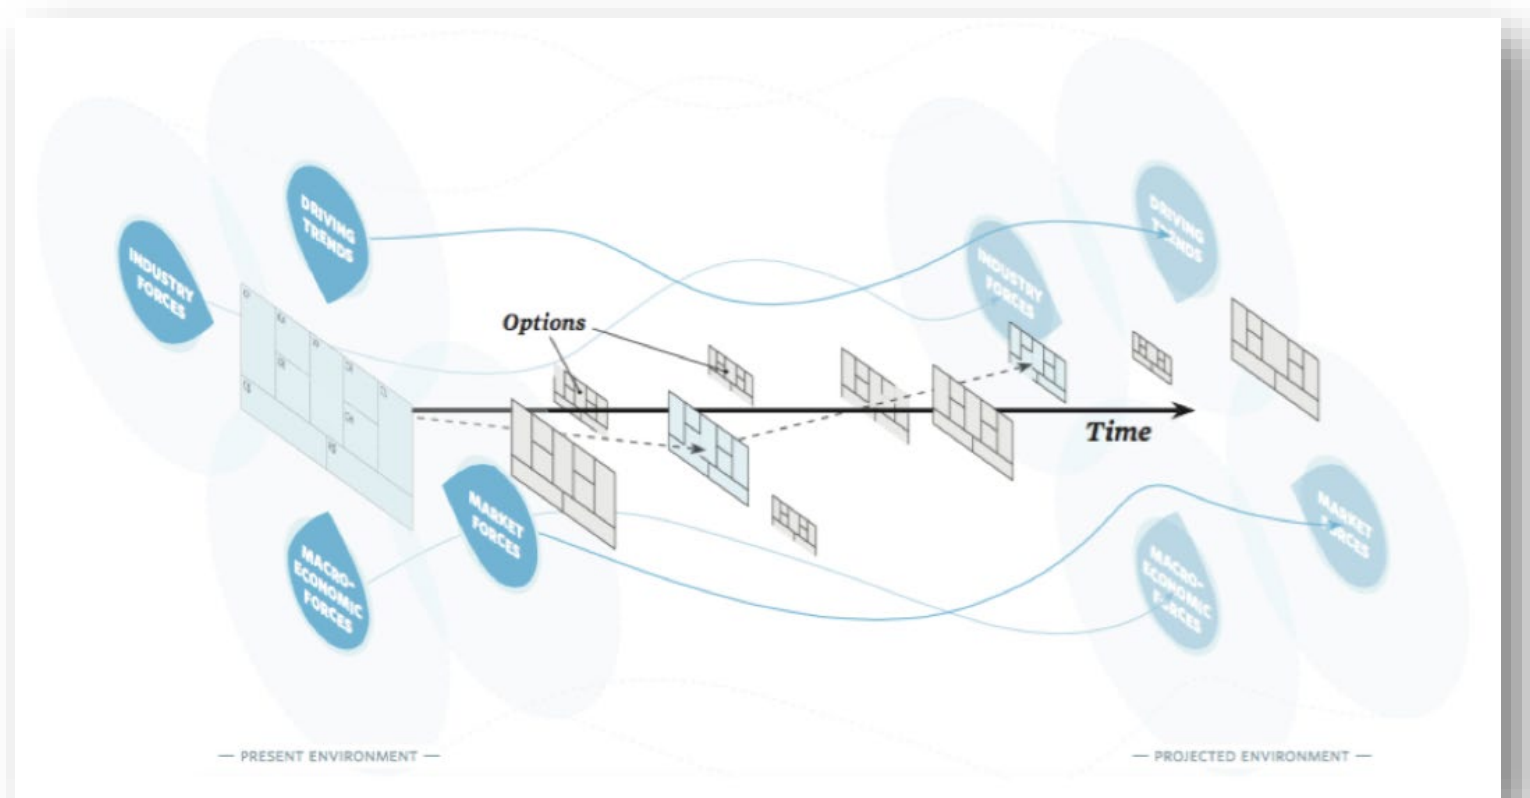 DRIVING
TRENDS
INDUSTRY
FORCES
MACRO-
ECONOMIC
FORCES
MARKET
FORCES
Options
Time
INDUSTRY
FORCES
DRIVING
TRENDS
MARKET
FORCES
MACRO-
ECONOMIC
FORCES
— PRESENT ENVIRONMENT —
— PROJECTED ENVIRONMENT —